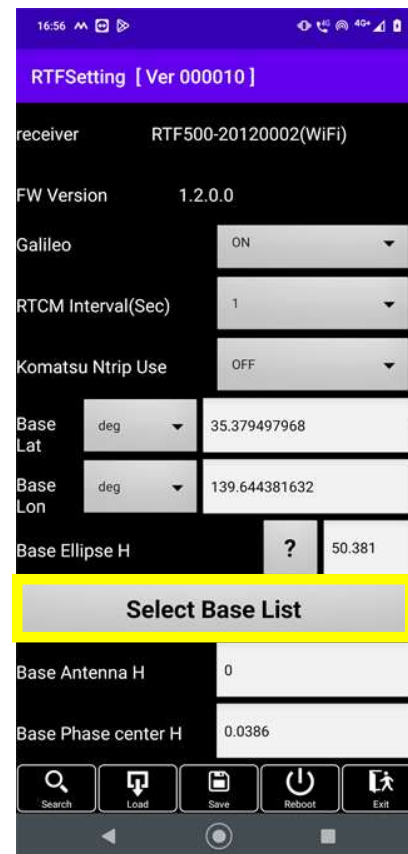 16:56
4G+
RTFSetting [ Ver 000010 ]
receiver RTF500-20120002(WiFi)
FW Version 1.2.0.0
Galileo ON
RTCM Interval(Sec) 1
Komatsu Ntrip Use OFF
Base Lat deg 35.379497968
Base Lon deg 139.644381632
Base Ellipse H ? 50.381
Select Base List
Base Antenna H 0
Base Phase center H 0.0386
Search Load Save Reboot Exit